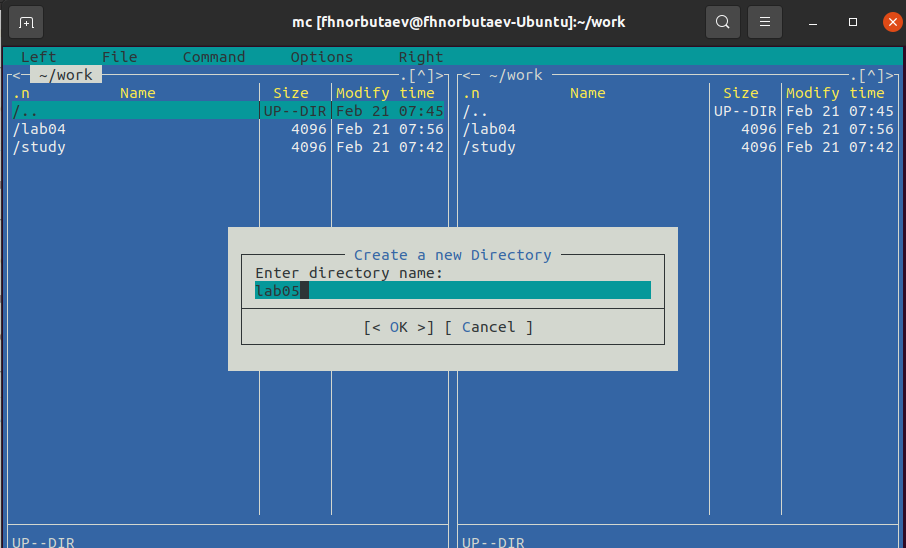 mc [fhnorbutaev@fhnorbutaev-Ubuntu]:~/work
Left File Command Options Right
<─ ~/work .[^]> <─ ~/work .[^]>
.n Name Size Modify time .n Name Size Modify time
/.. UP--DIR Feb 21 07:45 /.. UP--DIR Feb 21 07:45
/lab04 4096 Feb 21 07:56 /lab04 4096 Feb 21 07:56
/study 4096 Feb 21 07:42 /study 4096 Feb 21 07:42
Create a new Directory
Enter directory name:
lab05
[< OK >] [ Cancel ]
UP--DIR UP--DIR